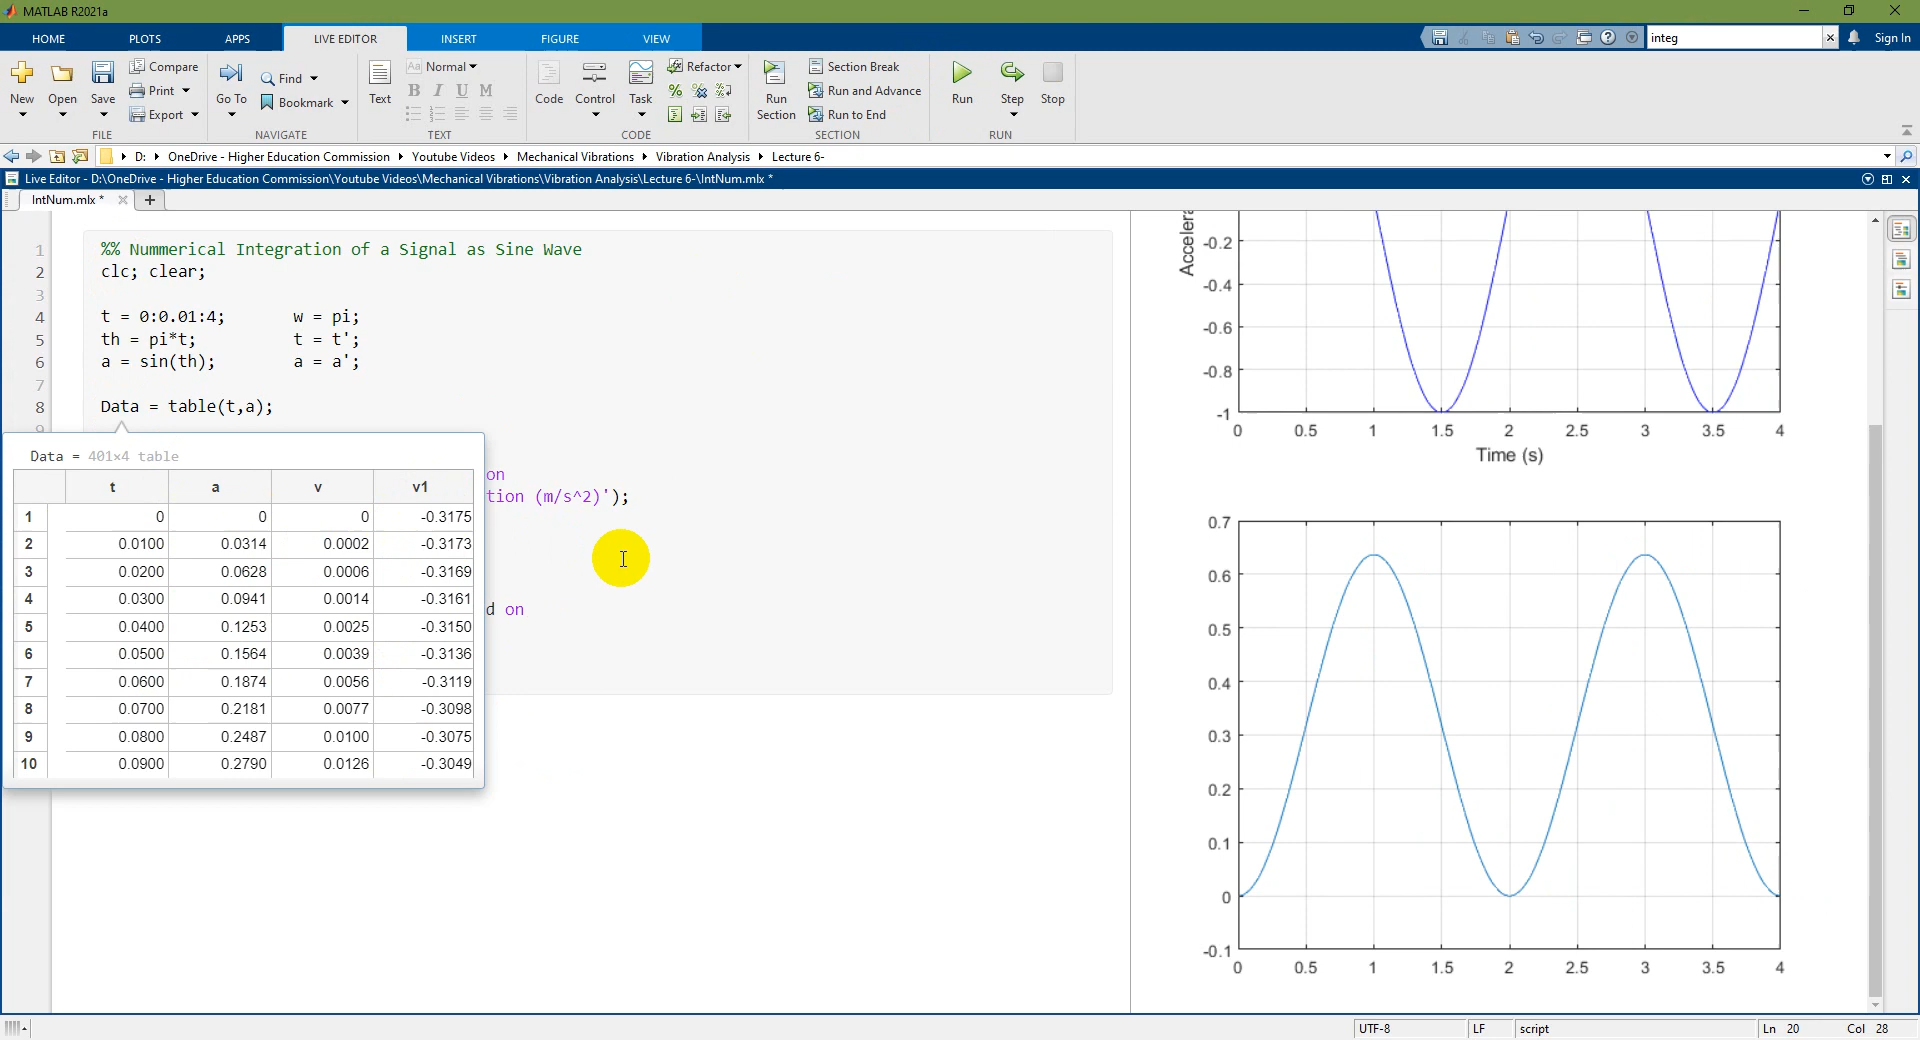 MATLAB R2021a
HOME PLOTS APPS LIVE EDITOR INSERT FIGURE VIEW integ Sign In
New Open Save Compare Print Export Go To Find Bookmark Text Normal B I U M Code Control Task Refactor Run Section Section Break Run and Advance Run to End Run Step Stop
FILE NAVIGATE TEXT CODE SECTION RUN
D: OneDrive - Higher Education Commission Youtube Videos Mechanical Vibrations Vibration Analysis Lecture 6-
Live Editor - D:\OneDrive - Higher Education Commission\Youtube Videos\Mechanical Vibrations\Vibration Analysis\Lecture 6-\IntNum.mlx *
IntNum.mlx *
1 %% Nummerical Integration of a Signal as Sine Wave
2 clc; clear;
3
4 t = 0:0.01:4; w = pi;
5 th = pi*t; t = t';
6 a = sin(th); a = a';
7
8 Data = table(t,a);
9
on
tion (m/s^2)');
d on
Data = 401×4 table
t a v v1
1 0 0 0 -0.3175
2 0.0100 0.0314 0.0002 -0.3173
3 0.0200 0.0628 0.0006 -0.3169
4 0.0300 0.0941 0.0014 -0.3161
5 0.0400 0.1253 0.0025 -0.3150
6 0.0500 0.1564 0.0039 -0.3136
7 0.0600 0.1874 0.0056 -0.3119
8 0.0700 0.2181 0.0077 -0.3098
9 0.0800 0.2487 0.0100 -0.3075
10 0.0900 0.2790 0.0126 -0.3049
Accelera
-0.2
-0.4
-0.6
-0.8
-1
0 0.5 1 1.5 2 2.5 3 3.5 4
Time (s)
0.7
0.6
0.5
0.4
0.3
0.2
0.1
0
-0.1
0 0.5 1 1.5 2 2.5 3 3.5 4
UTF-8 LF script Ln 20 Col 28